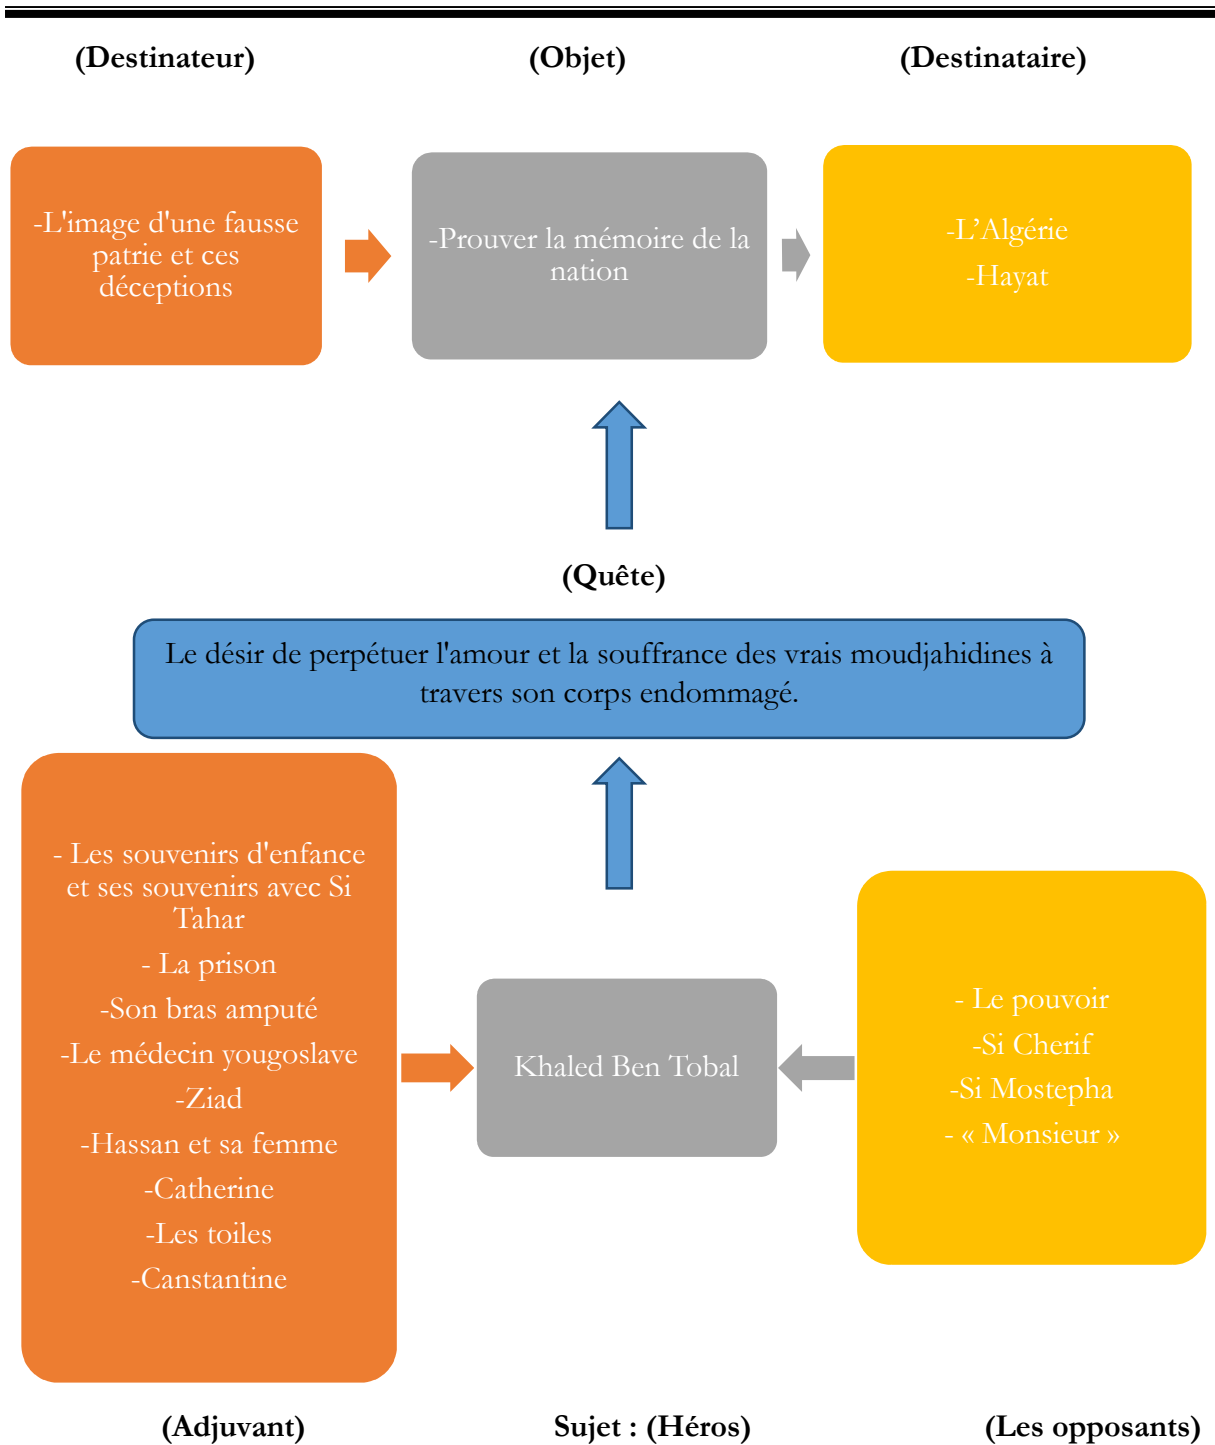 (Destinateur)
(Objet)
(Destinataire)
-L'image d'une fausse
patrie et ces
déceptions
-Prouver la mémoire de la
nation
-L’Algérie
-Hayat
(Quête)
Le désir de perpétuer l'amour et la souffrance des vrais moudjahidines à
travers son corps endommagé.
- Les souvenirs d'enfance
et ses souvenirs avec Si
Tahar
- La prison
-Son bras amputé
-Le médecin yougoslave
-Ziad
-Hassan et sa femme
-Catherine
-Les toiles
-Canstantine
Khaled Ben Tobal
- Le pouvoir
-Si Cherif
-Si Mostepha
- « Monsieur »
(Adjuvant)
Sujet : (Héros)
(Les opposants)